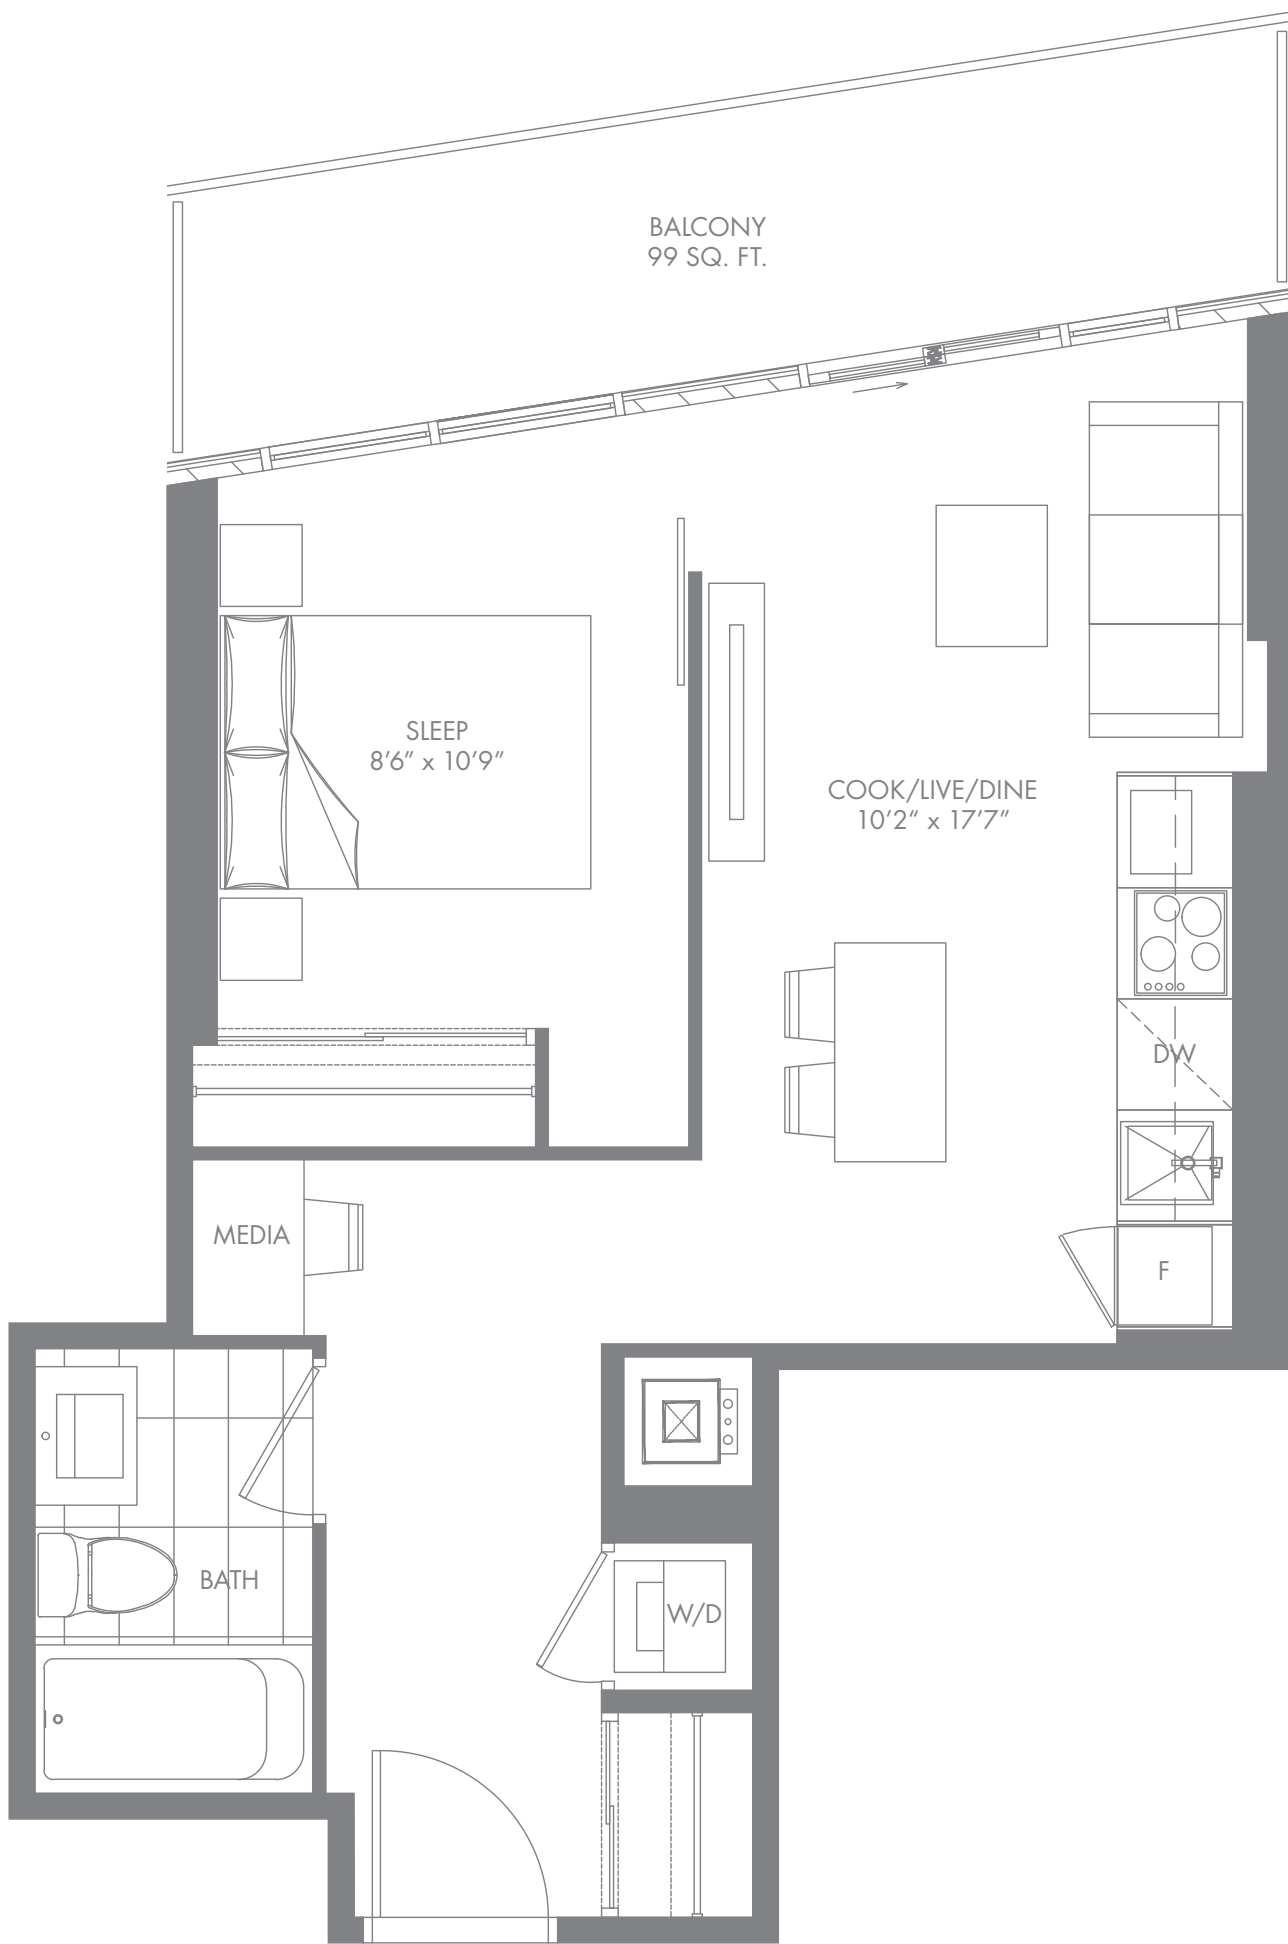 BALCONY
99 SQ. FT.
SLEEP
8’6” x 10’9”
COOK/LIVE/DINE
10’2“ x 17’7”
DW
MEDIA
F
BATH
W/D